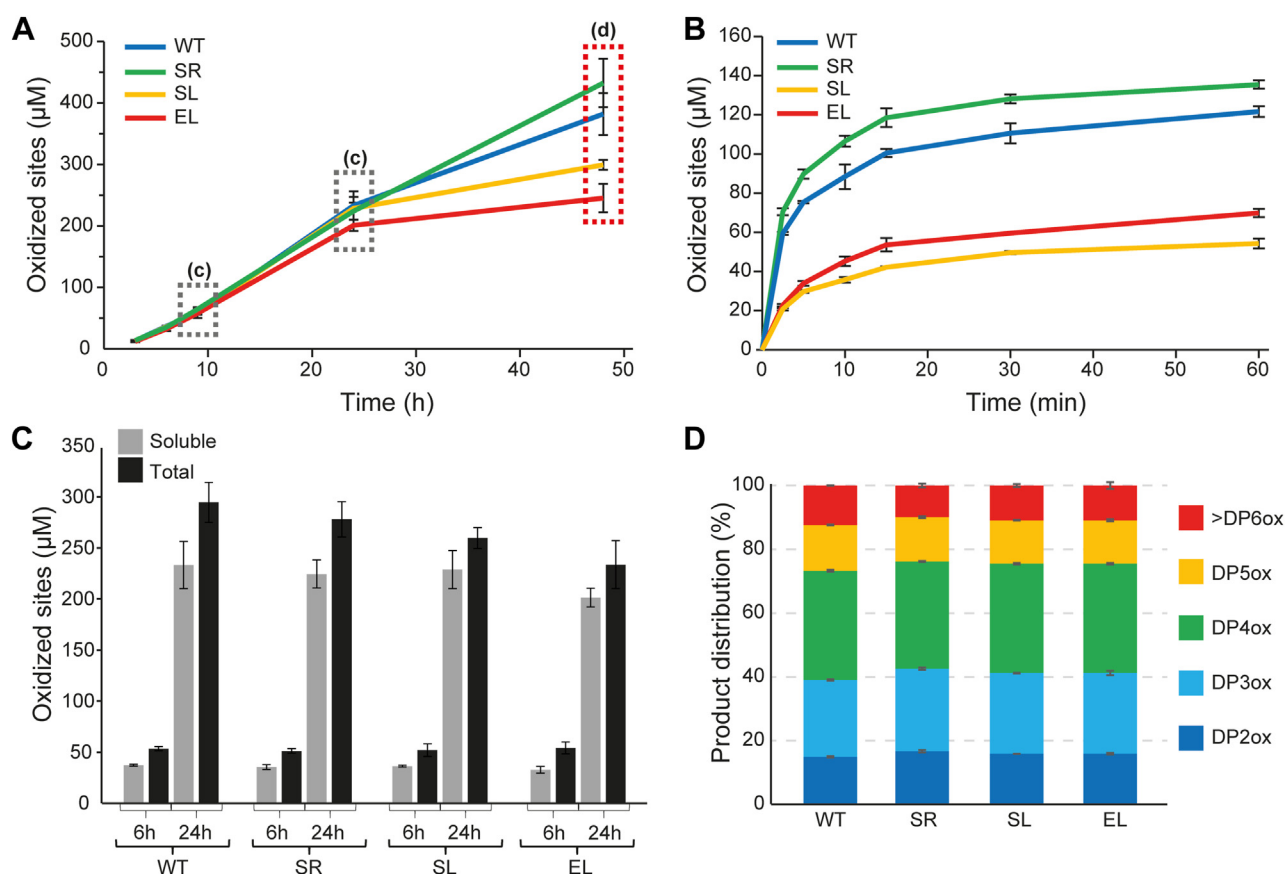 A
500
400
300
200
100
0
Oxidized sites (µM)
WT
SR
SL
EL
(c)
(c)
(d)
0 10 20 30 40 50
Time (h)
B
160
140
120
100
80
60
40
20
0
Oxidized sites (µM)
WT
SR
SL
EL
0 10 20 30 40 50 60
Time (min)
C
350
300
250
200
150
100
50
0
Oxidized sites (µM)
Soluble
Total
6h 24h 6h 24h 6h 24h 6h 24h
WT SR SL EL
D
100
80
60
40
20
0
Product distribution (%)
WT SR SL EL
>DP6ox
DP5ox
DP4ox
DP3ox
DP2ox